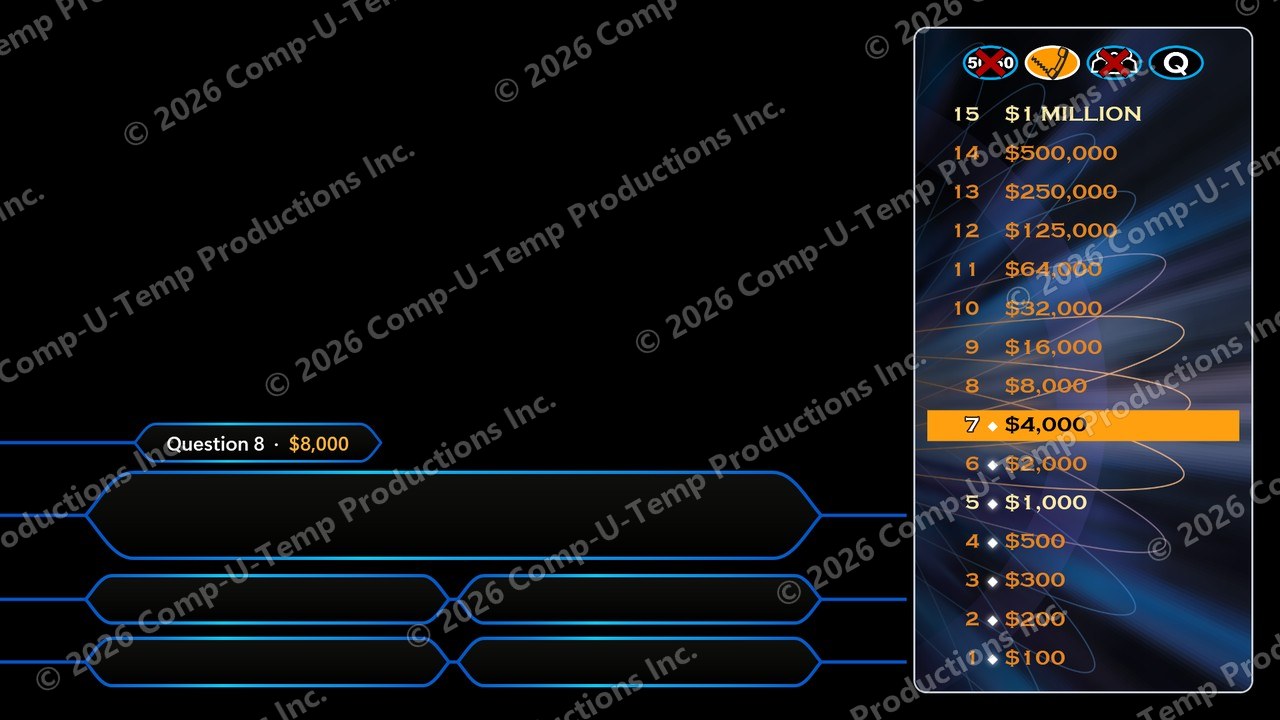 50:50
Q
15 $1 MILLION
14 $500,000
13 $250,000
12 $125,000
11 $64,000
10 $32,000
9 $16,000
8 $8,000
7 ◆ $4,000
6 ◆ $2,000
5 ◆ $1,000
4 ◆ $500
3 ◆ $300
2 ◆ $200
1 ◆ $100
Question 8 · $8,000
© 2026 Comp-U-Temp Productions Inc.